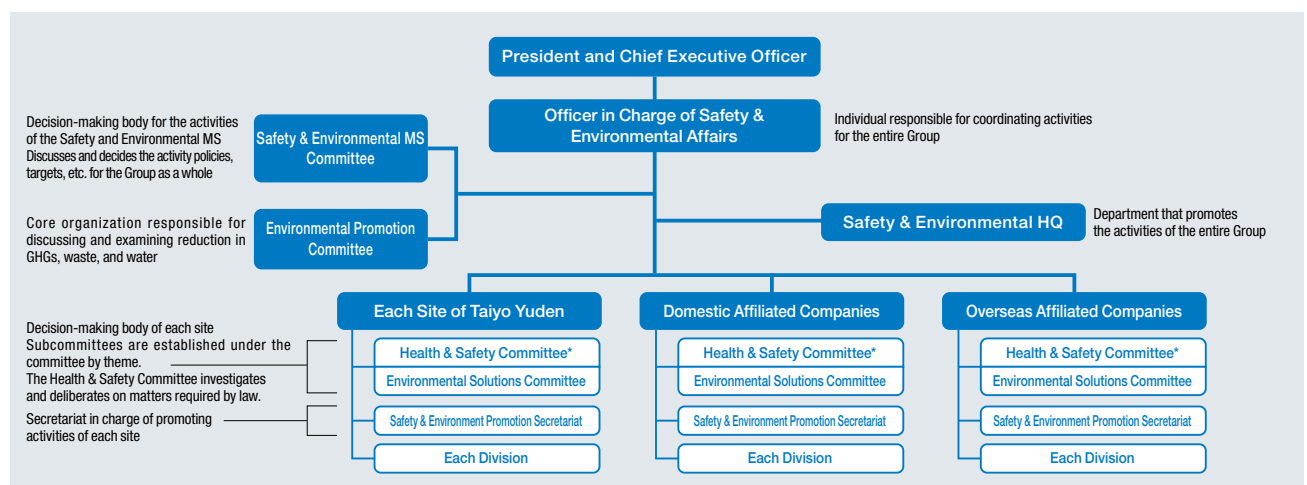 President and Chief Executive Officer
Officer in Charge of Safety &
Environmental Affairs
Individual responsible for coordinating activities
for the entire Group
Decision-making body for the activities
of the Safety and Environmental MS
Discusses and decides the activity policies,
targets, etc. for the Group as a whole
Safety & Environmental MS
Committee
Core organization responsible for
discussing and examining reduction in
GHGs, waste, and water
Environmental Promotion
Committee
Safety & Environmental HQ
Department that promotes
the activities of the entire Group
Decision-making body of each site
Subcommittees are established under the
committee by theme.
The Health & Safety Committee investigates
and deliberates on matters required by law.
Secretariat in charge of promoting
activities of each site
Each Site of Taiyo Yuden
Health & Safety Committee*
Environmental Solutions Committee
Safety & Environment Promotion Secretariat
Each Division
Domestic Affiliated Companies
Health & Safety Committee*
Environmental Solutions Committee
Safety & Environment Promotion Secretariat
Each Division
Overseas Affiliated Companies
Health & Safety Committee*
Environmental Solutions Committee
Safety & Environment Promotion Secretariat
Each Division